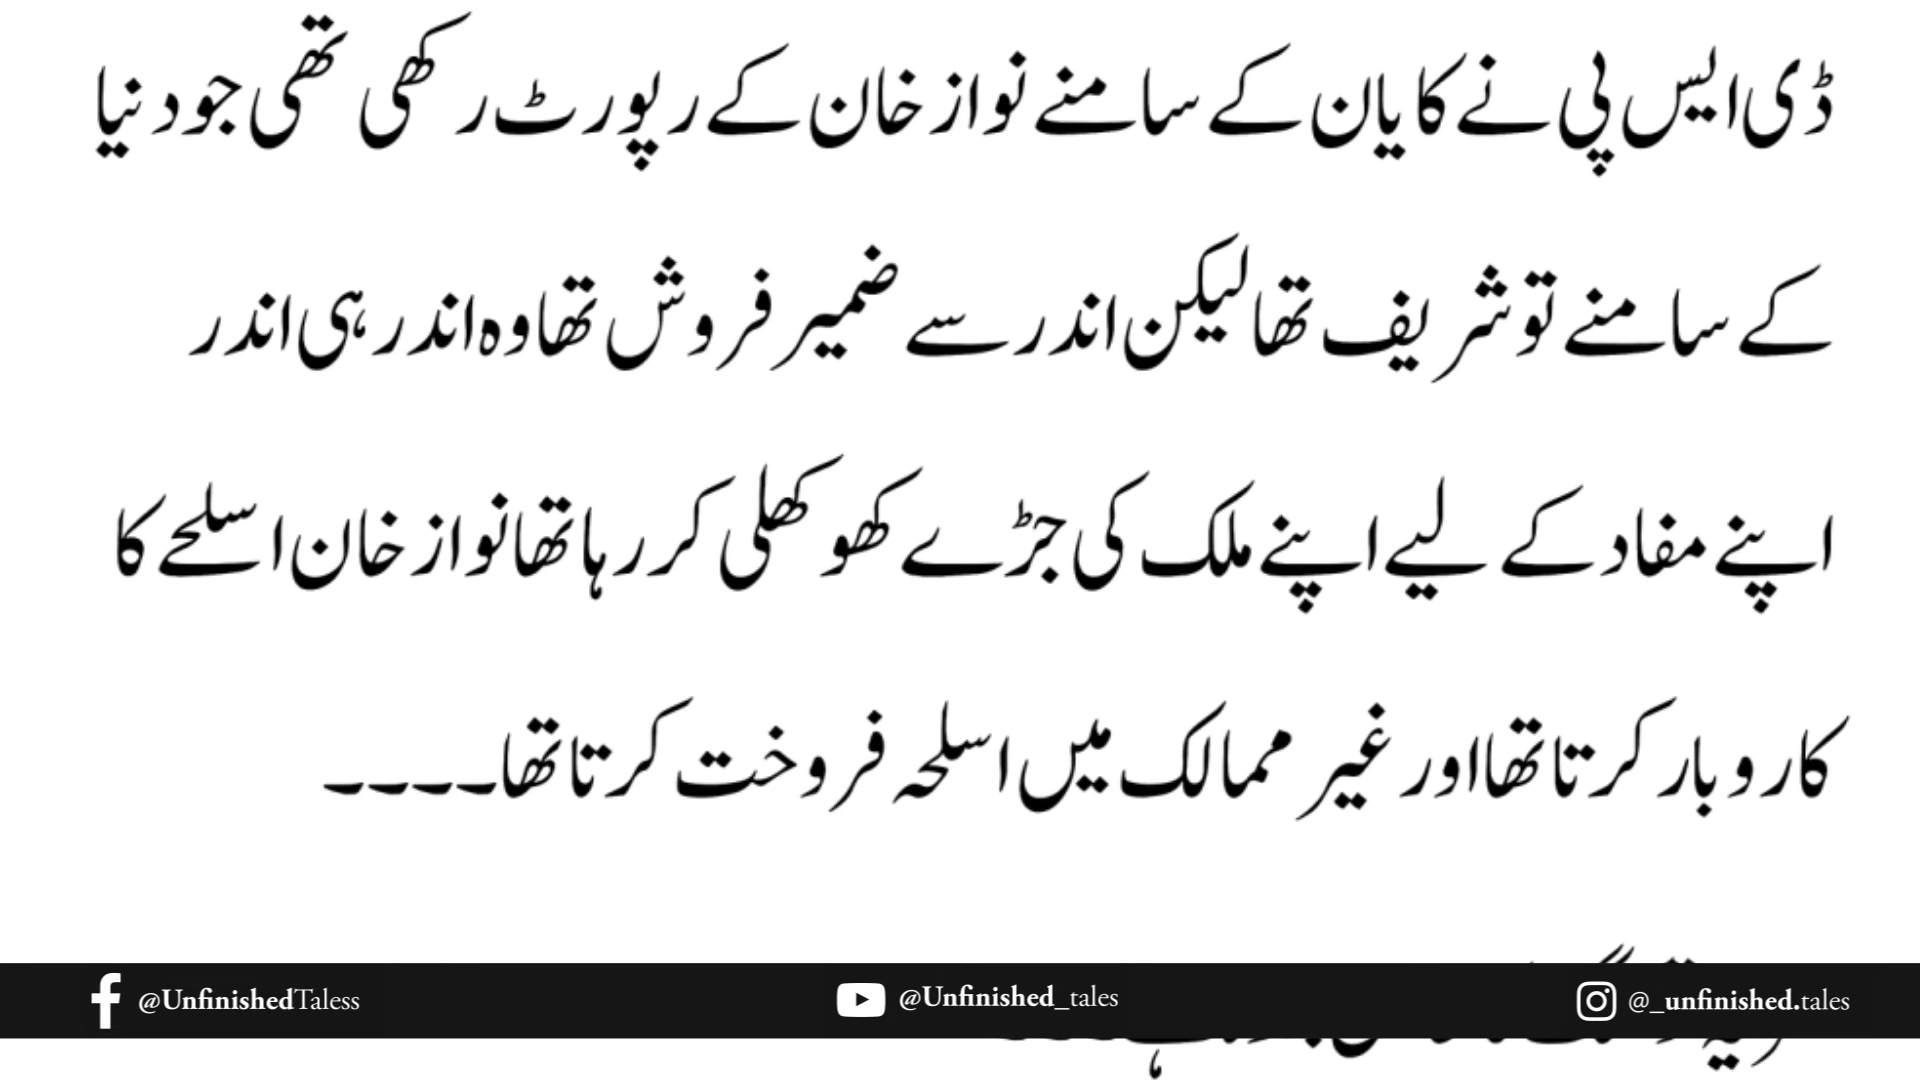 ڈی ایس پی نے کایان کے سامنے نواز خان کے رپورٹ رکھی تھی جو دنیا
کے سامنے تو شریف تھا لیکن اندر سے ضمیر فروش تھا وہ اندر ہی اندر
اپنے مفاد کے لیے اپنے ملک کی جڑے کھوکھلی کر رہا تھا نواز خان اسلحے کا
کاروبار کرتا تھا اور غیر ممالک میں اسلحہ فروخت کرتا تھا۔۔۔۔
@UnfinishedTaless
@Unfinished_tales
@_unfinished.tales